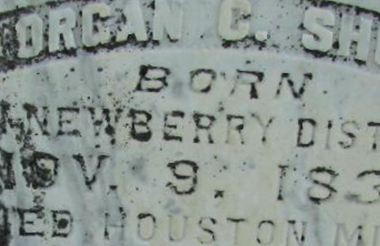 ORGAN C. SH
BORN
NEWBERRY DIST
NOV. 9. 183
ED HOUSTON MI